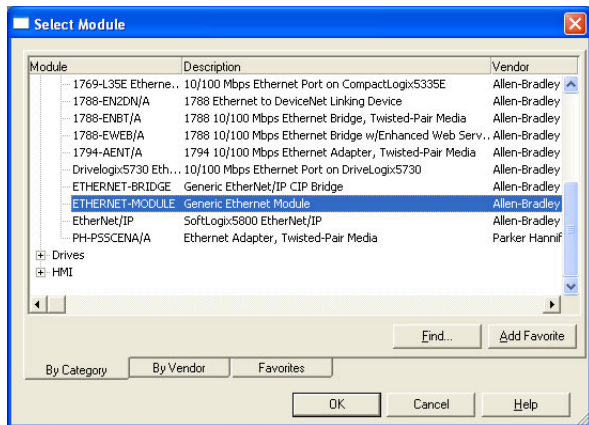 Select Module
Module Description Vendor
1769-L35E Etherne.. 10/100 Mbps Ethernet Port on CompactLogix5335E Allen-Bradley
1788-EN2DN/A 1788 Ethernet to DeviceNet Linking Device Allen-Bradley
1788-ENBT/A 1788 10/100 Mbps Ethernet Bridge, Twisted-Pair Media Allen-Bradley
1788-EWEB/A 1788 10/100 Mbps Ethernet Bridge w/Enhanced Web Serv.. Allen-Bradley
1794-AENT/A 1794 10/100 Mbps Ethernet Adapter, Twisted-Pair Media Allen-Bradley
Drivelogix5730 Eth... 10/100 Mbps Ethernet Port on DriveLogix5730 Allen-Bradley
ETHERNET-BRIDGE Generic EtherNet/IP CIP Bridge Allen-Bradley
ETHERNET-MODULE Generic Ethernet Module Allen-Bradley
EtherNet/IP SoftLogix5800 EtherNet/IP Allen-Bradley
PH-PSSCENA/A Ethernet Adapter, Twisted-Pair Media Parker Hannif
Drives
HMI
Find... Add Favorite
By Category By Vendor Favorites
OK Cancel Help